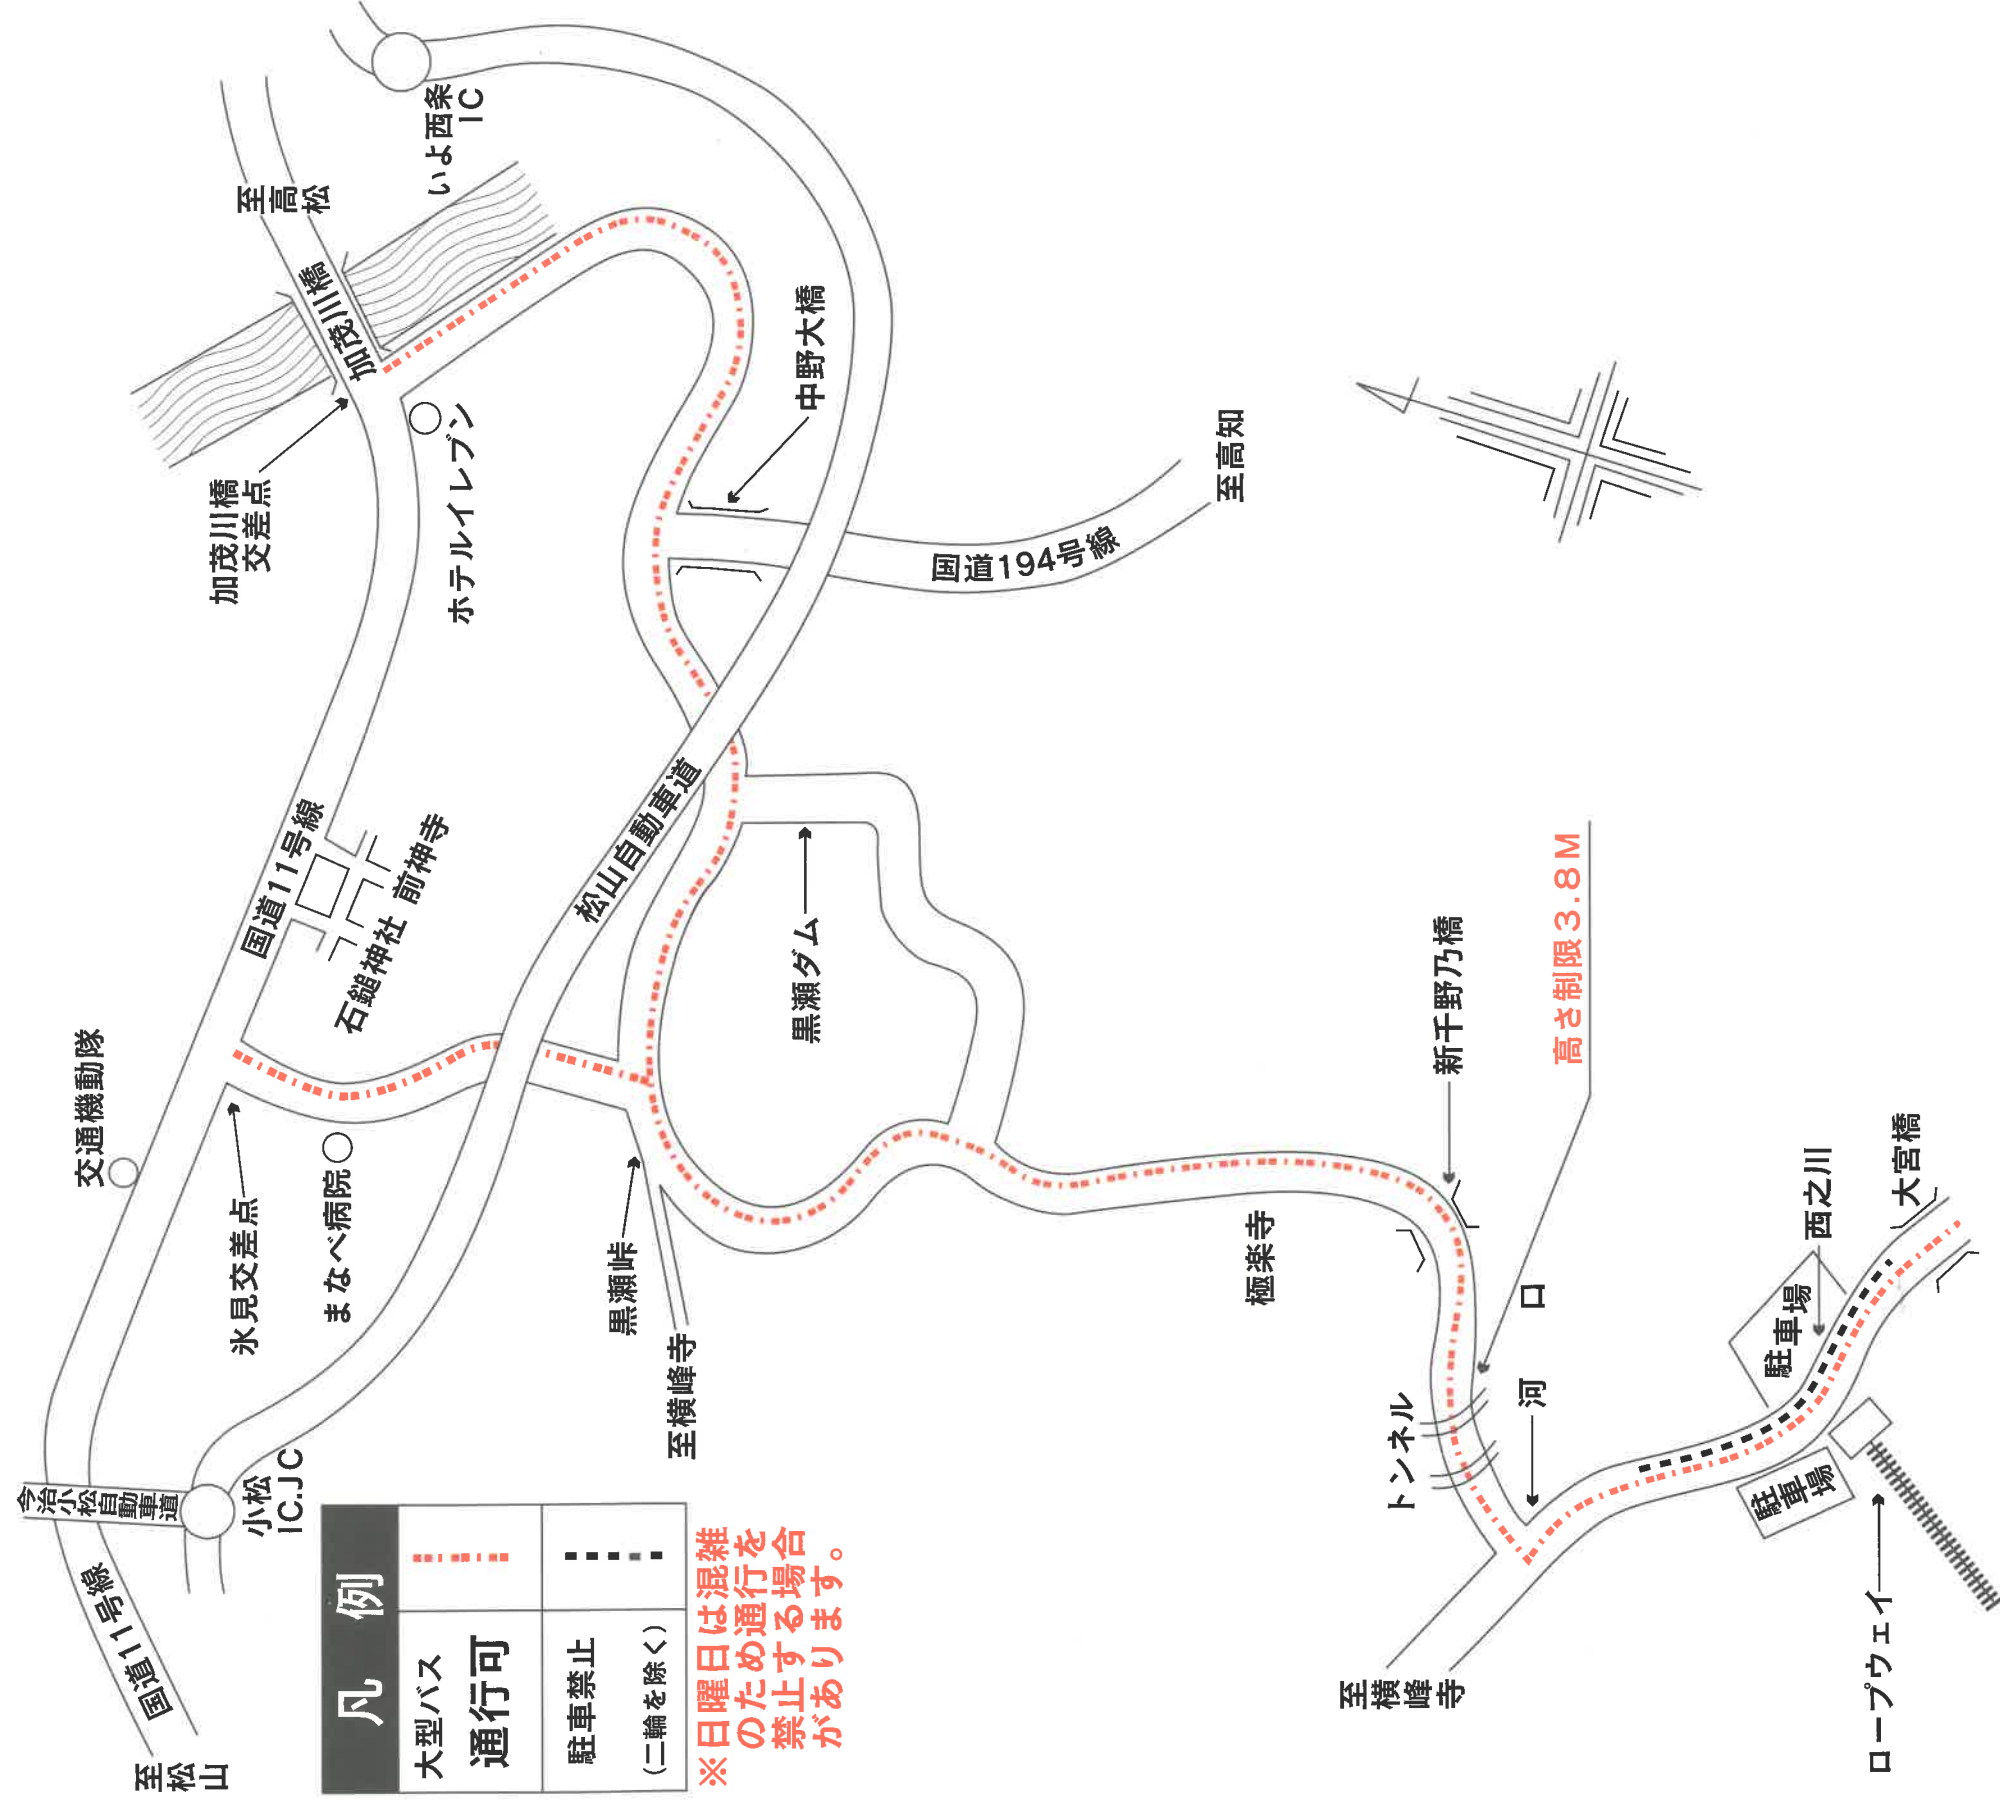 至
松
山
国道11号線
今治小松自動車道
小松
IC.JC
交通機動隊
氷見交差点
まなべ病院
国道11号線
石鎚神社 前神寺
加茂川橋
交差点
加茂川橋
至
高
松
ホテルイレブン
いよ西条
IC
松山自動車道
中野大橋
国道194号線
至高知
黒瀬ダム
黒瀬峠
至横峰寺
極楽寺
新千野乃橋
高さ制限3.8M
トンネル
河 口
至
横
峰
寺
駐車場
西之川
大宮橋
駐車場
ロープウェイ
凡 例
大型バス
通行可
駐車禁止
(二輪を除く)
※日曜日は混雑
のため通行を
禁止する場合
があります。